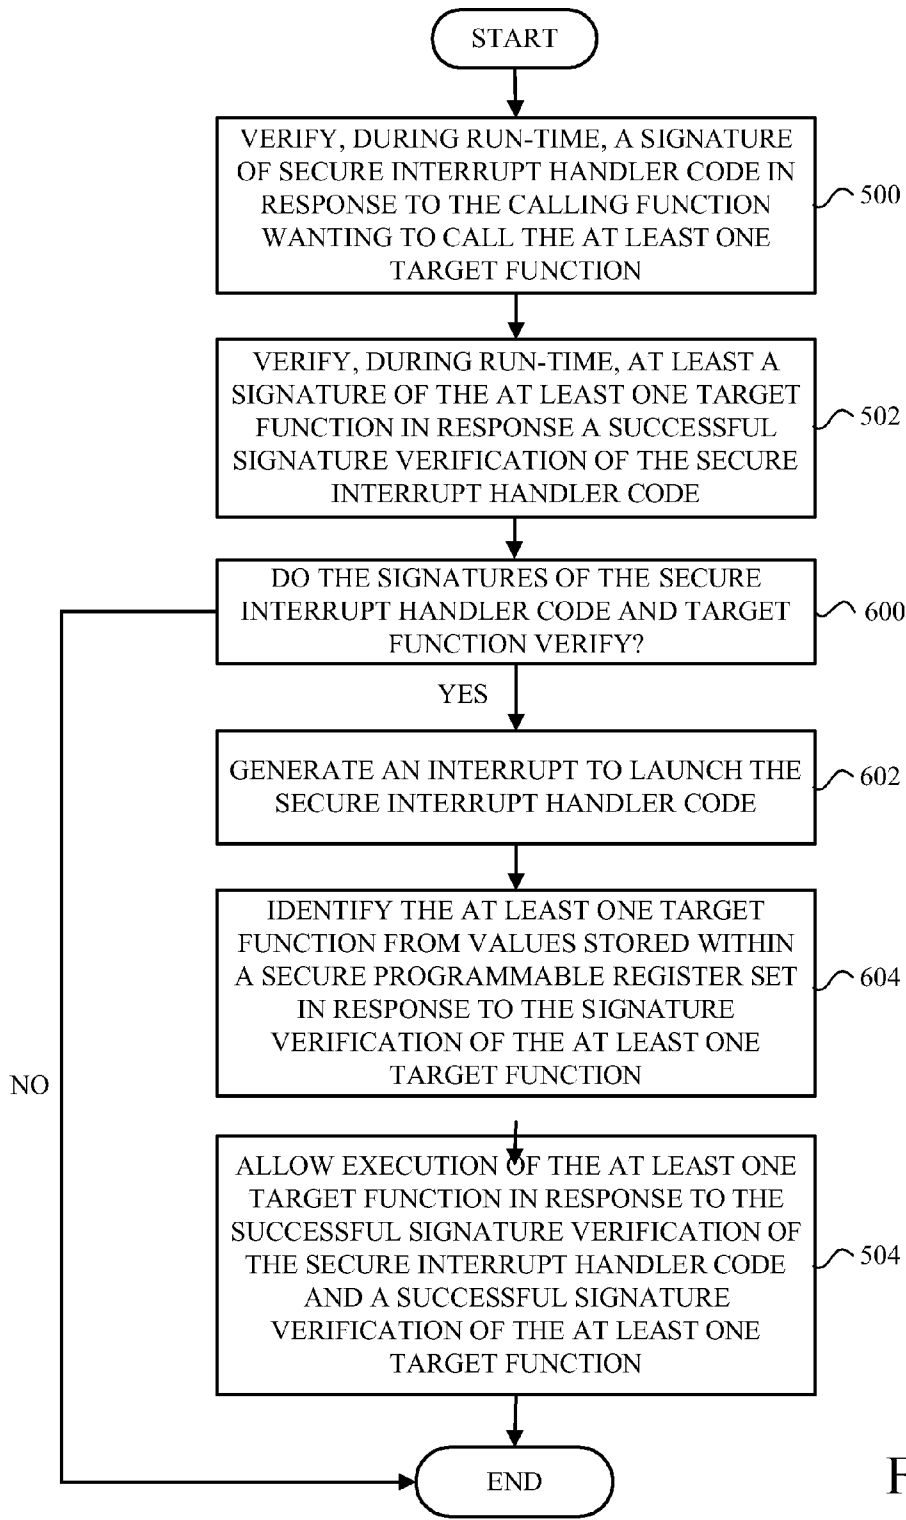 START
VERIFY, DURING RUN-TIME, A SIGNATURE
OF SECURE INTERRUPT HANDLER CODE IN
RESPONSE TO THE CALLING FUNCTION
WANTING TO CALL THE AT LEAST ONE
TARGET FUNCTION
500
VERIFY, DURING RUN-TIME, AT LEAST A
SIGNATURE OF THE AT LEAST ONE TARGET
FUNCTION IN RESPONSE A SUCCESSFUL
SIGNATURE VERIFICATION OF THE SECURE
INTERRUPT HANDLER CODE
502
DO THE SIGNATURES OF THE SECURE
INTERRUPT HANDLER CODE AND TARGET
FUNCTION VERIFY?
600
YES
GENERATE AN INTERRUPT TO LAUNCH THE
SECURE INTERRUPT HANDLER CODE
602
IDENTIFY THE AT LEAST ONE TARGET
FUNCTION FROM VALUES STORED WITHIN
A SECURE PROGRAMMABLE REGISTER SET
IN RESPONSE TO THE SIGNATURE
VERIFICATION OF THE AT LEAST ONE
TARGET FUNCTION
604
NO
ALLOW EXECUTION OF THE AT LEAST ONE
TARGET FUNCTION IN RESPONSE TO THE
SUCCESSFUL SIGNATURE VERIFICATION OF
THE SECURE INTERRUPT HANDLER CODE
AND A SUCCESSFUL SIGNATURE
VERIFICATION OF THE AT LEAST ONE
TARGET FUNCTION
504
END